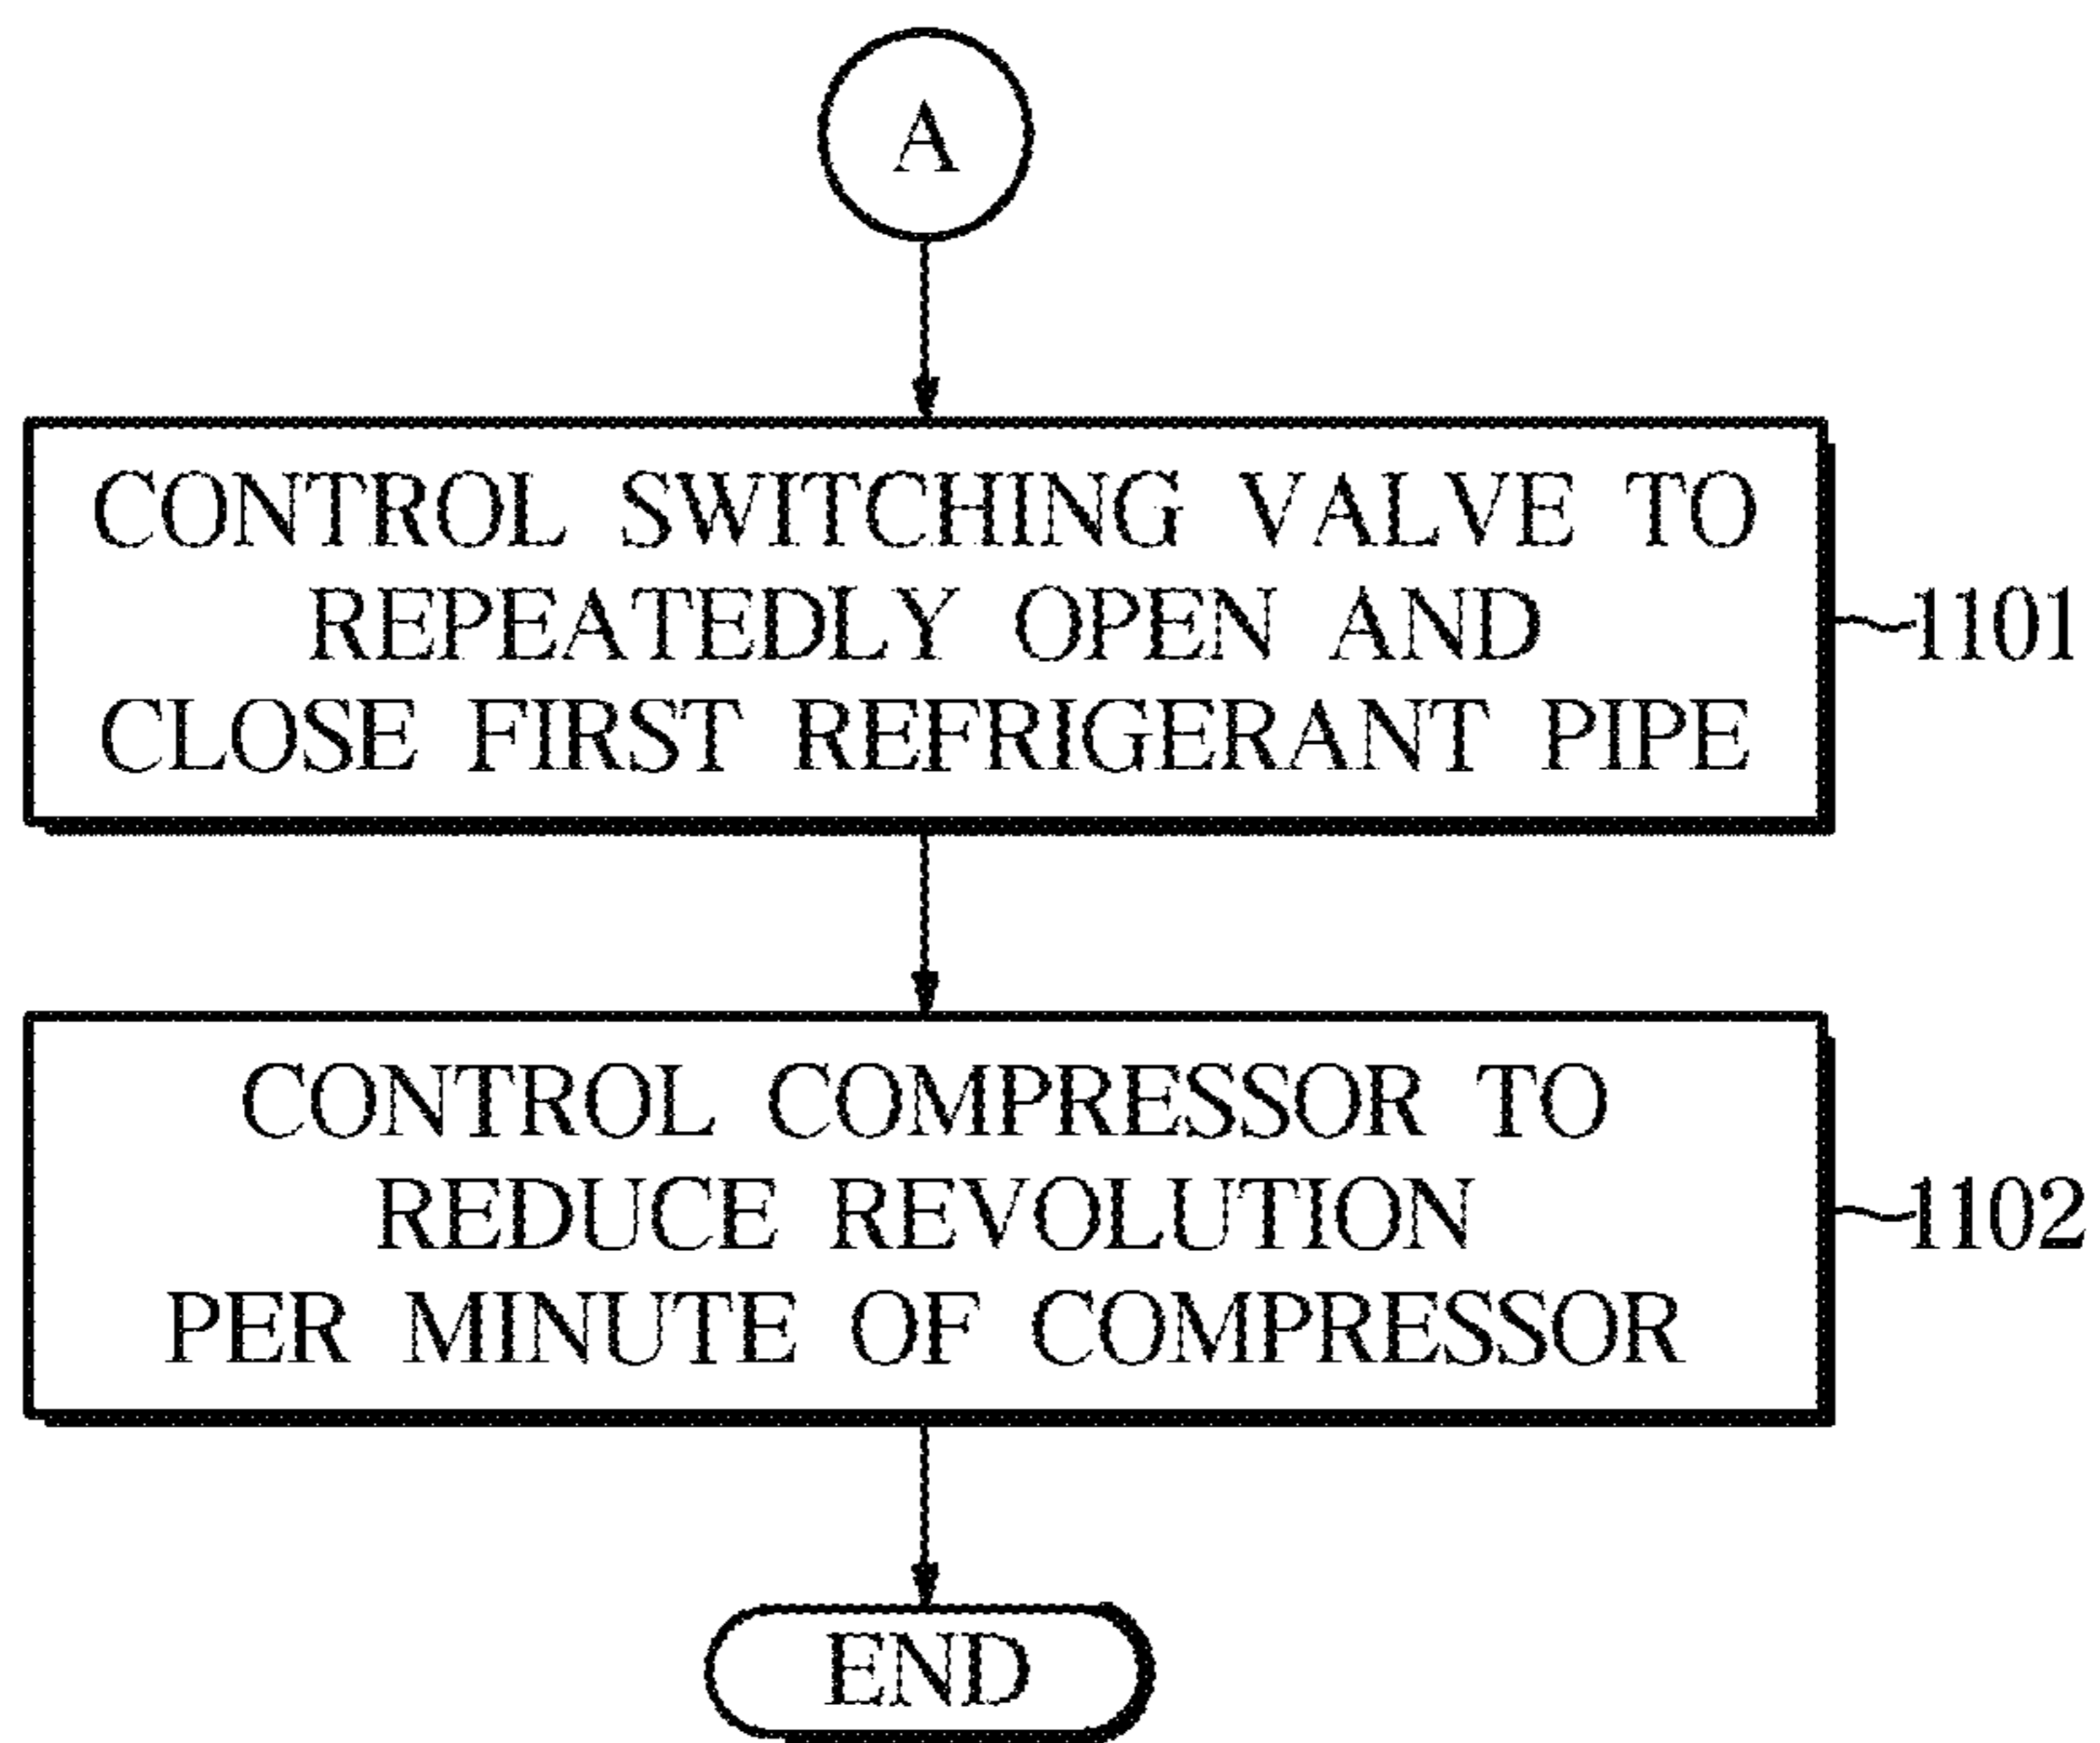 A
CONTROL SWITCHING VALVE TO
REPEATEDLY OPEN AND
CLOSE FIRST REFRIGERANT PIPE
1101
CONTROL COMPRESSOR TO
REDUCE REVOLUTION
PER MINUTE OF COMPRESSOR
1102
END